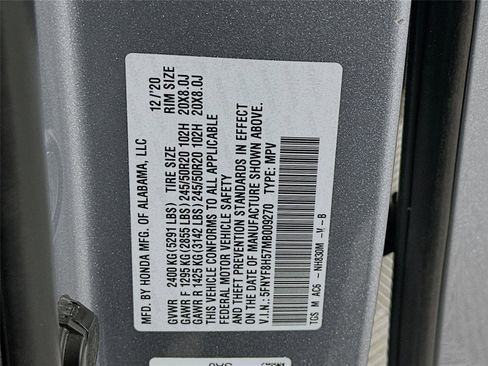 MFD. BY HONDA MFG. OF ALABAMA, LLC 12/'20
GVWR 2400 KG(5291 LBS) TIRE SIZE RIM SIZE
GAWR F 1295 KG(2855 LBS) 245/50R20 102H 20X8.0J
GAWR R 1425 KG(3142 LBS) 245/50R20 102H 20X8.0J
THIS VEHICLE CONFORMS TO ALL APPLICABLE
FEDERAL MOTOR VEHICLE SAFETY
AND THEFT PREVENTION STANDARDS IN EFFECT
ON THE DATE OF MANUFACTURE SHOWN ABOVE.
V.I.N.: 5FNYF8H57MB009270 TYPE: MPV
TGS M AC6 -NH830M -V -B